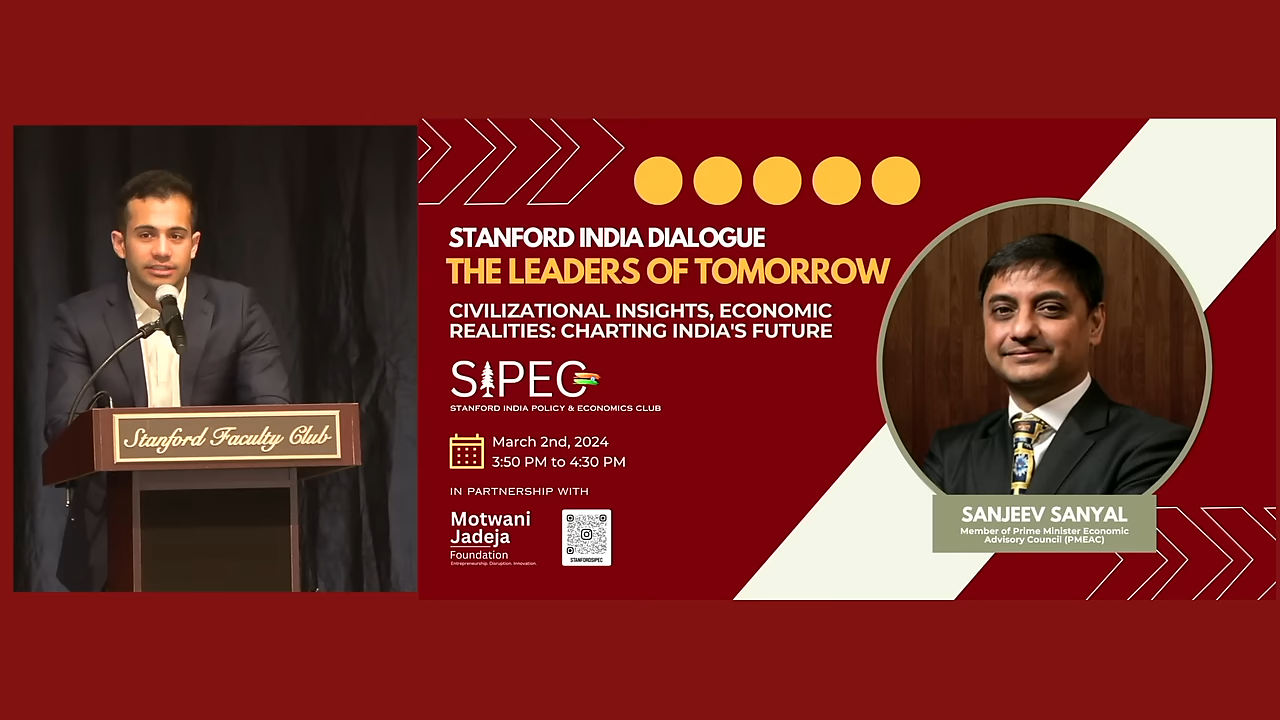 Stanford Faculty Club
STANFORD INDIA DIALOGUE
THE LEADERS OF TOMORROW
CIVILIZATIONAL INSIGHTS, ECONOMIC
REALITIES: CHARTING INDIA'S FUTURE
SIPEC
STANFORD INDIA POLICY & ECONOMICS CLUB
March 2nd, 2024
3:50 PM to 4:30 PM
IN PARTNERSHIP WITH
Motwani
Jadeja
Foundation
Entrepreneurship. Disruption. Innovation.
STANFORDSIPEC
SANJEEV SANYAL
Member of Prime Minister Economic
Advisory Council (PMEAC)